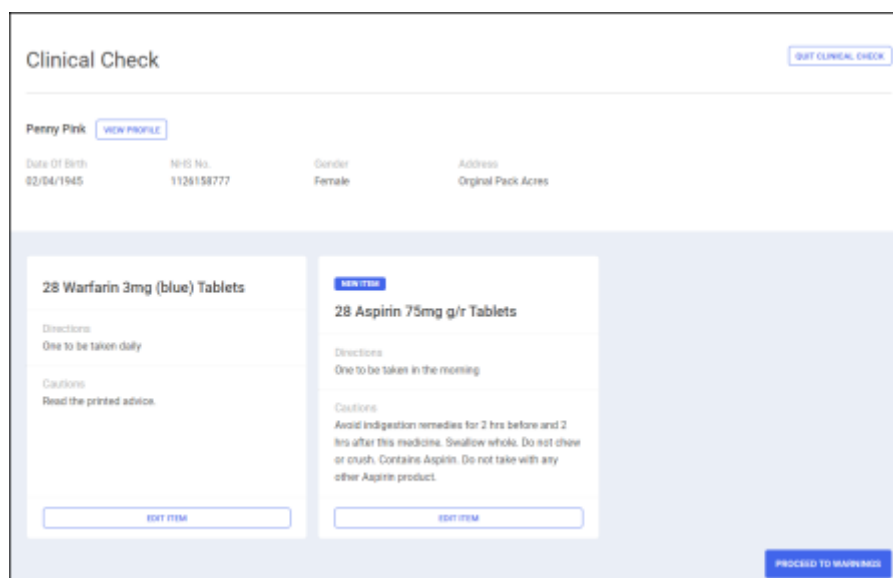 Clinical Check
QUIT CLINICAL CHECK
Penny Pink
VIEW PROFILE
Date Of Birth
NHS No.
Gender
Address
02/04/1945
1126158777
Female
Orginal Pack Acres
28 Warfarin 3mg (blue) Tablets
Directions
One to be taken daily
Cautions
Read the printed advice.
EDIT ITEM
NEW ITEM
28 Aspirin 75mg g/r Tablets
Directions
One to be taken in the morning
Cautions
Avoid indigestion remedies for 2 hrs before and 2
hrs after this medicine. Swallow whole. Do not chew
or crush. Contains Aspirin. Do not take with any
other Aspirin product.
EDIT ITEM
PROCEED TO WARNINGS